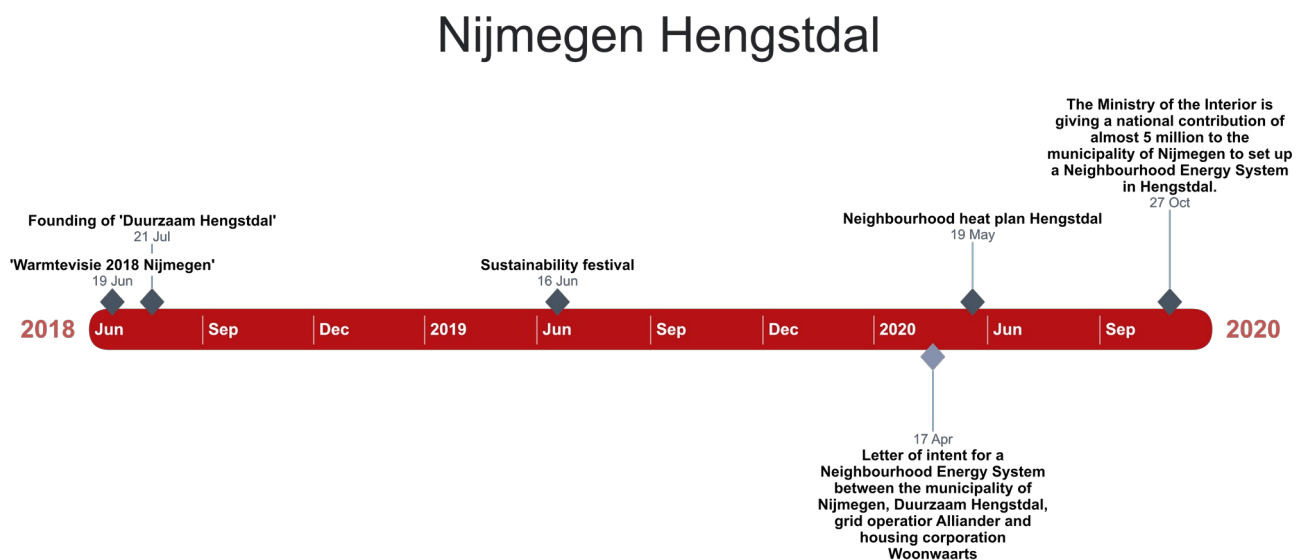 Nijmegen Hengstdal
The Ministry of the Interior is
giving a national contribution of
almost 5 million to the
municipality of Nijmegen to set up
a Neighbourhood Energy System
in Hengstdal.
27 Oct
Founding of 'Duurzaam Hengstdal'
21 Jul
Neighbourhood heat plan Hengstdal
19 May
'Warmtevisie 2018 Nijmegen'
19 Jun
Sustainability festival
16 Jun
2018 Jun Sep Dec 2019 Jun Sep Dec 2020 Jun Sep 2020
17 Apr
Letter of intent for a
Neighbourhood Energy System
between the municipality of
Nijmegen, Duurzaam Hengstdal,
grid operatior Alliander and
housing corporation
Woonwaarts